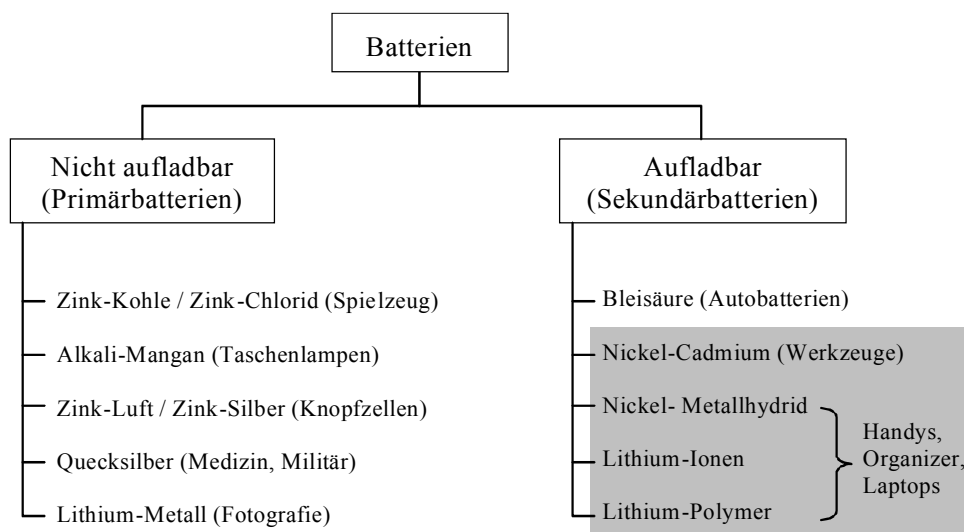 Batterien
Nicht aufladbar
(Primärbatterien)
Aufladbar
(Sekundärbatterien)
Zink-Kohle / Zink-Chlorid (Spielzeug)
Alkali-Mangan (Taschenlampen)
Zink-Luft / Zink-Silber (Knopfzellen)
Quecksilber (Medizin, Militär)
Lithium-Metall (Fotografie)
Bleisäure (Autobatterien)
Nickel-Cadmium (Werkzeuge)
Nickel- Metallhydrid
Lithium-Ionen
Lithium-Polymer
Handys,
Organizer,
Laptops